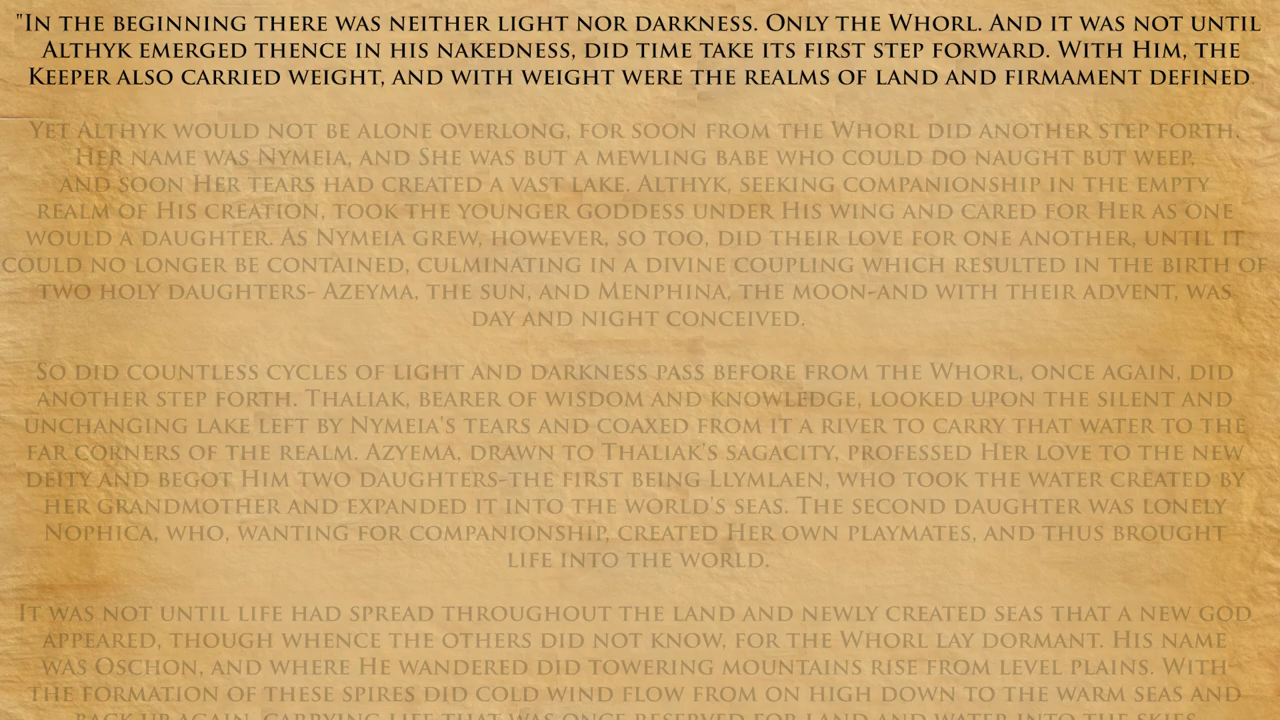 "In the beginning there was neither light nor darkness. Only the Whorl. And it was not until
Althyk emerged thence in his nakedness, did time take its first step forward. With Him, the
Keeper also carried weight, and with weight were the realms of land and firmament defined.
Yet Althyk would not be alone overlong, for soon from the Whorl did another step forth.
Her name was Nymeia, and She was but a mewling babe who could do naught but weep,
and soon Her tears had created a vast lake. Althyk, seeking companionship in the empty
realm of His creation, took the younger goddess under His wing and cared for Her as one
would a daughter. As Nymeia grew, however, so too, did their love for one another, until it
could no longer be contained, culminating in a divine coupling which resulted in the birth of
two holy daughters- Azeyma, the sun, and Menphina, the moon-and with their advent, was
day and night conceived.
So did countless cycles of light and darkness pass before from the Whorl, once again, did
another step forth. Thaliak, bearer of wisdom and knowledge, looked upon the silent and
unchanging lake left by Nymeia's tears and coaxed from it a river to carry that water to the
far corners of the realm. Azyema, drawn to Thaliak's sagacity, professed Her love to the new
deity and begot Him two daughters-the first being Llymlaen, who took the water created by
her grandmother and expanded it into the world's seas. The second daughter was lonely
Nophica, who, wanting for companionship, created Her own playmates, and thus brought
life into the world.
It was not until life had spread throughout the land and newly created seas that a new god
appeared, though whence the others did not know, for the Whorl lay dormant. His name
was Oschon, and where He wandered did towering mountains rise from level plains. With
the formation of these spires did cold wind flow from on high down to the warm seas and
back up again, carrying life that was once reserved for land and water into the skies.